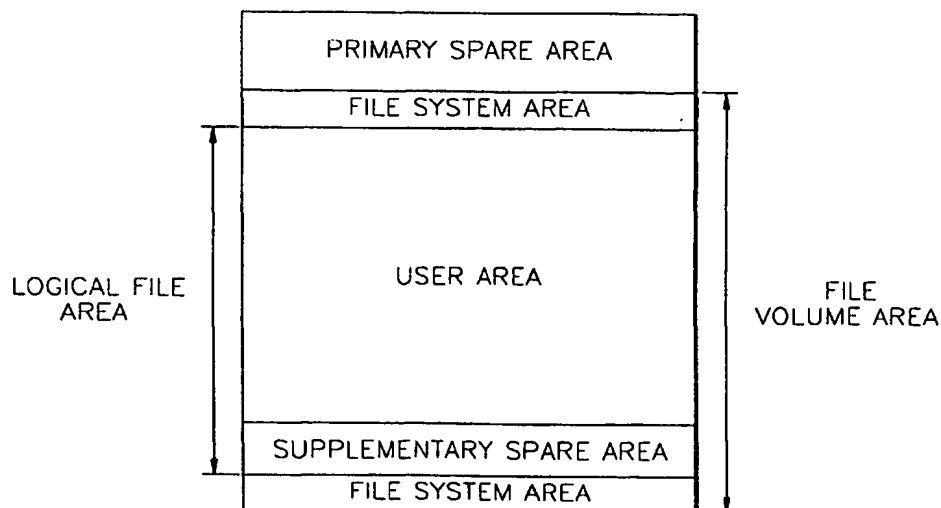 PRIMARY SPARE AREA
FILE SYSTEM AREA
USER AREA
LOGICAL FILE
AREA
FILE
VOLUME AREA
SUPPLEMENTARY SPARE AREA
FILE SYSTEM AREA